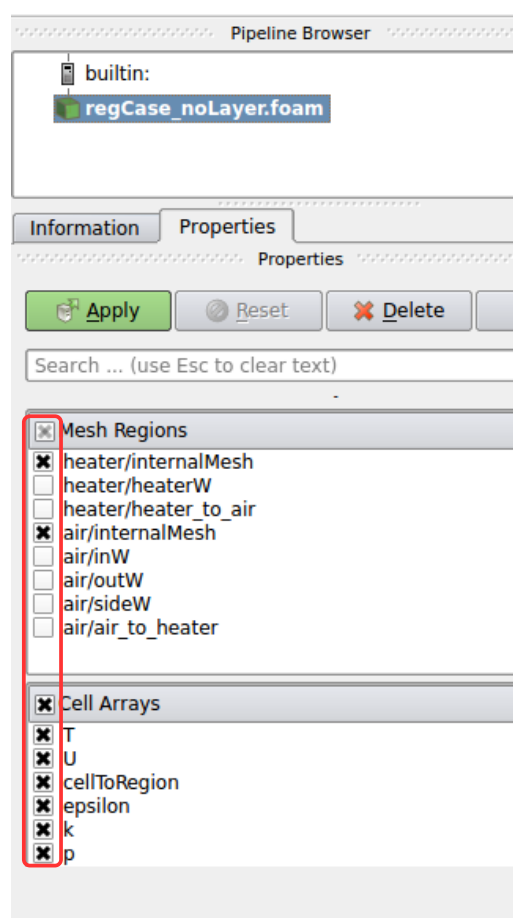 Pipeline Browser
builtin:
regCase_noLayer.foam
Information Properties
Properties
Apply Reset Delete
Search ... (use Esc to clear text)
Mesh Regions
heater/internalMesh
heater/heaterW
heater/heater_to_air
air/internalMesh
air/inW
air/outW
air/sideW
air/air_to_heater
Cell Arrays
T
U
cellToRegion
epsilon
k
p